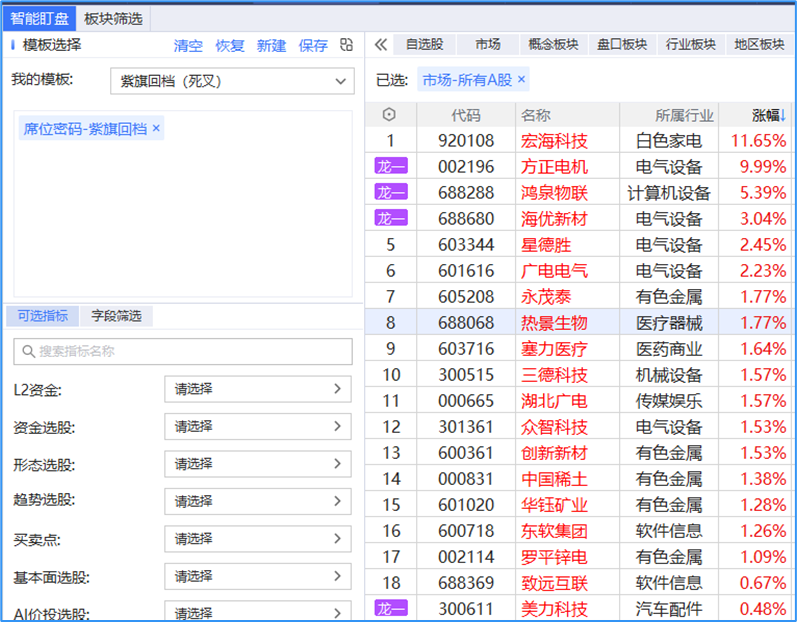 智能盯盘 板块筛选
模板选择 清空 恢复 新建 保存
我的模板: 紫旗回档（死叉）
席位密码-紫旗回档 ×
可选指标 字段筛选
搜索指标名称
L2资金: 请选择
资金选股: 请选择
形态选股: 请选择
趋势选股: 请选择
买卖点: 请选择
基本面选股: 请选择
AI价投选股: 请选择
自选股 市场 概念板块 盘口板块 行业板块 地区板块
已选: 市场-所有A股 ×
代码 名称 所属行业 涨幅↓
1 920108 宏海科技 白色家电 11.65%
龙一 002196 方正电机 电气设备 9.99%
龙一 688288 鸿泉物联 计算机设备 5.39%
龙一 688680 海优新材 电气设备 3.04%
5 603344 星德胜 电气设备 2.45%
6 601616 广电电气 电气设备 2.23%
7 605208 永茂泰 有色金属 1.77%
8 688068 热景生物 医疗器械 1.77%
9 603716 塞力医疗 医药商业 1.64%
10 300515 三德科技 机械设备 1.57%
11 000665 湖北广电 传媒娱乐 1.57%
12 301361 众智科技 电气设备 1.53%
13 600361 创新新材 有色金属 1.53%
14 000831 中国稀土 有色金属 1.38%
15 601020 华钰矿业 有色金属 1.28%
16 600718 东软集团 软件信息 1.26%
17 002114 罗平锌电 有色金属 1.09%
18 688369 致远互联 软件信息 0.67%
龙一 300611 美力科技 汽车配件 0.48%